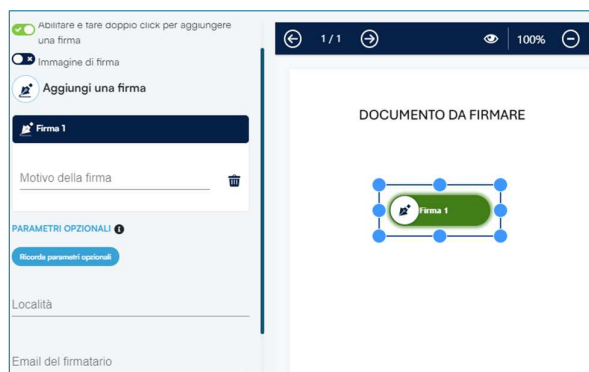 Abilitare e fare doppio click per aggiungere
una firma
Immagine di firma
Aggiungi una firma
Firma 1
Motivo della firma
PARAMETRI OPZIONALI
Ricorda parametri opzionali
Località
Email del firmatario
1 / 1
100%
DOCUMENTO DA FIRMARE
Firma 1